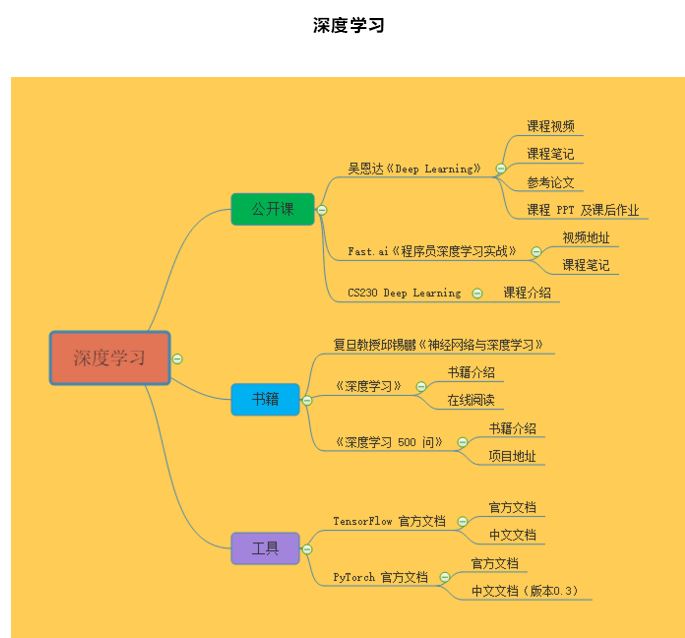 深度学习
深度学习
公开课
吴恩达《Deep Learning》
课程视频
课程笔记
参考论文
课程 PPT 及课后作业
Fast.ai《程序员深度学习实战》
视频地址
课程笔记
CS230 Deep Learning
课程介绍
书籍
复旦教授邱锡鹏《神经网络与深度学习》
《深度学习》
书籍介绍
在线阅读
《深度学习 500 问》
书籍介绍
项目地址
工具
TensorFlow 官方文档
官方文档
中文文档
PyTorch 官方文档
官方文档
中文文档（版本0.3）